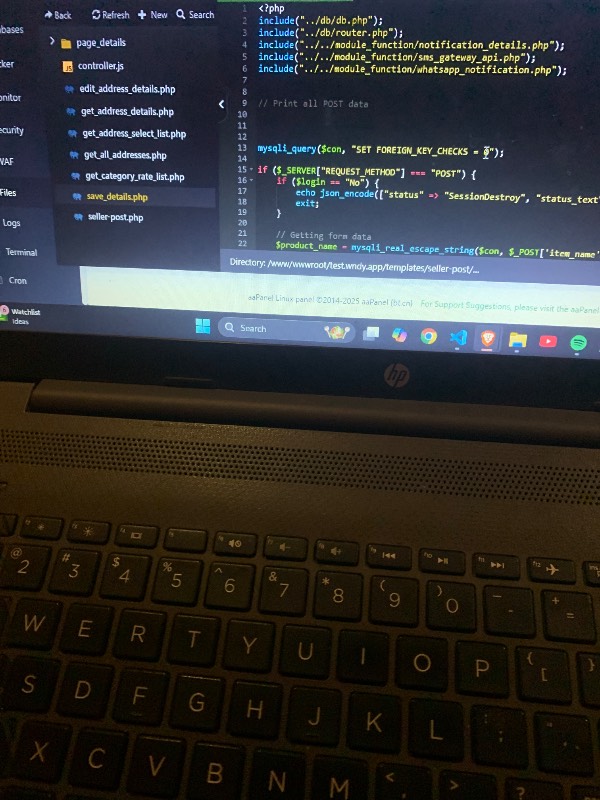 Back Refresh + New Search
bases
page_details
ker
controller.js
onitor
edit_address_details.php
get_address_details.php
ecurity
get_address_select_list.php
WAF
get_all_addresses.php
Files
get_category_rate_list.php
save_details.php
Logs
seller-post.php
Terminal
Cron
1 <?php
2 include("../db/db.php");
3 include("../db/router.php");
4 include("../../module_function/notification_details.php");
5 include("../../module_function/sms_gateway_api.php");
6 include("../../module_function/whatsapp_notification.php");
7
8
9 // Print all POST data
10
11
12
13 mysqli_query($con, "SET FOREIGN_KEY_CHECKS = 0");
14
15 if ($_SERVER["REQUEST_METHOD"] === "POST") {
16 if ($login == "No") {
17 echo json_encode(["status" => "SessionDestroy", "status_text"
18 exit;
19 }
20
21 // Getting form data
22 $product_name = mysqli_real_escape_string($con, $_POST['item_name'
Directory: /www/wwwroot/test.wndy.app/templates/seller-post/...
aaPanel Linux panel ©2014-2025 aaPanel (bt.cn) For Support Suggestions, please visit the aaPanel
Watchlist
Ideas
Search
hp
@ # $ % ^ & * ( ) _ +
2 3 4 5 6 7 8 9 0 - =
W E R T Y U I O P { [ }
S D F G H J K L : ;
X C V B N M < > ?